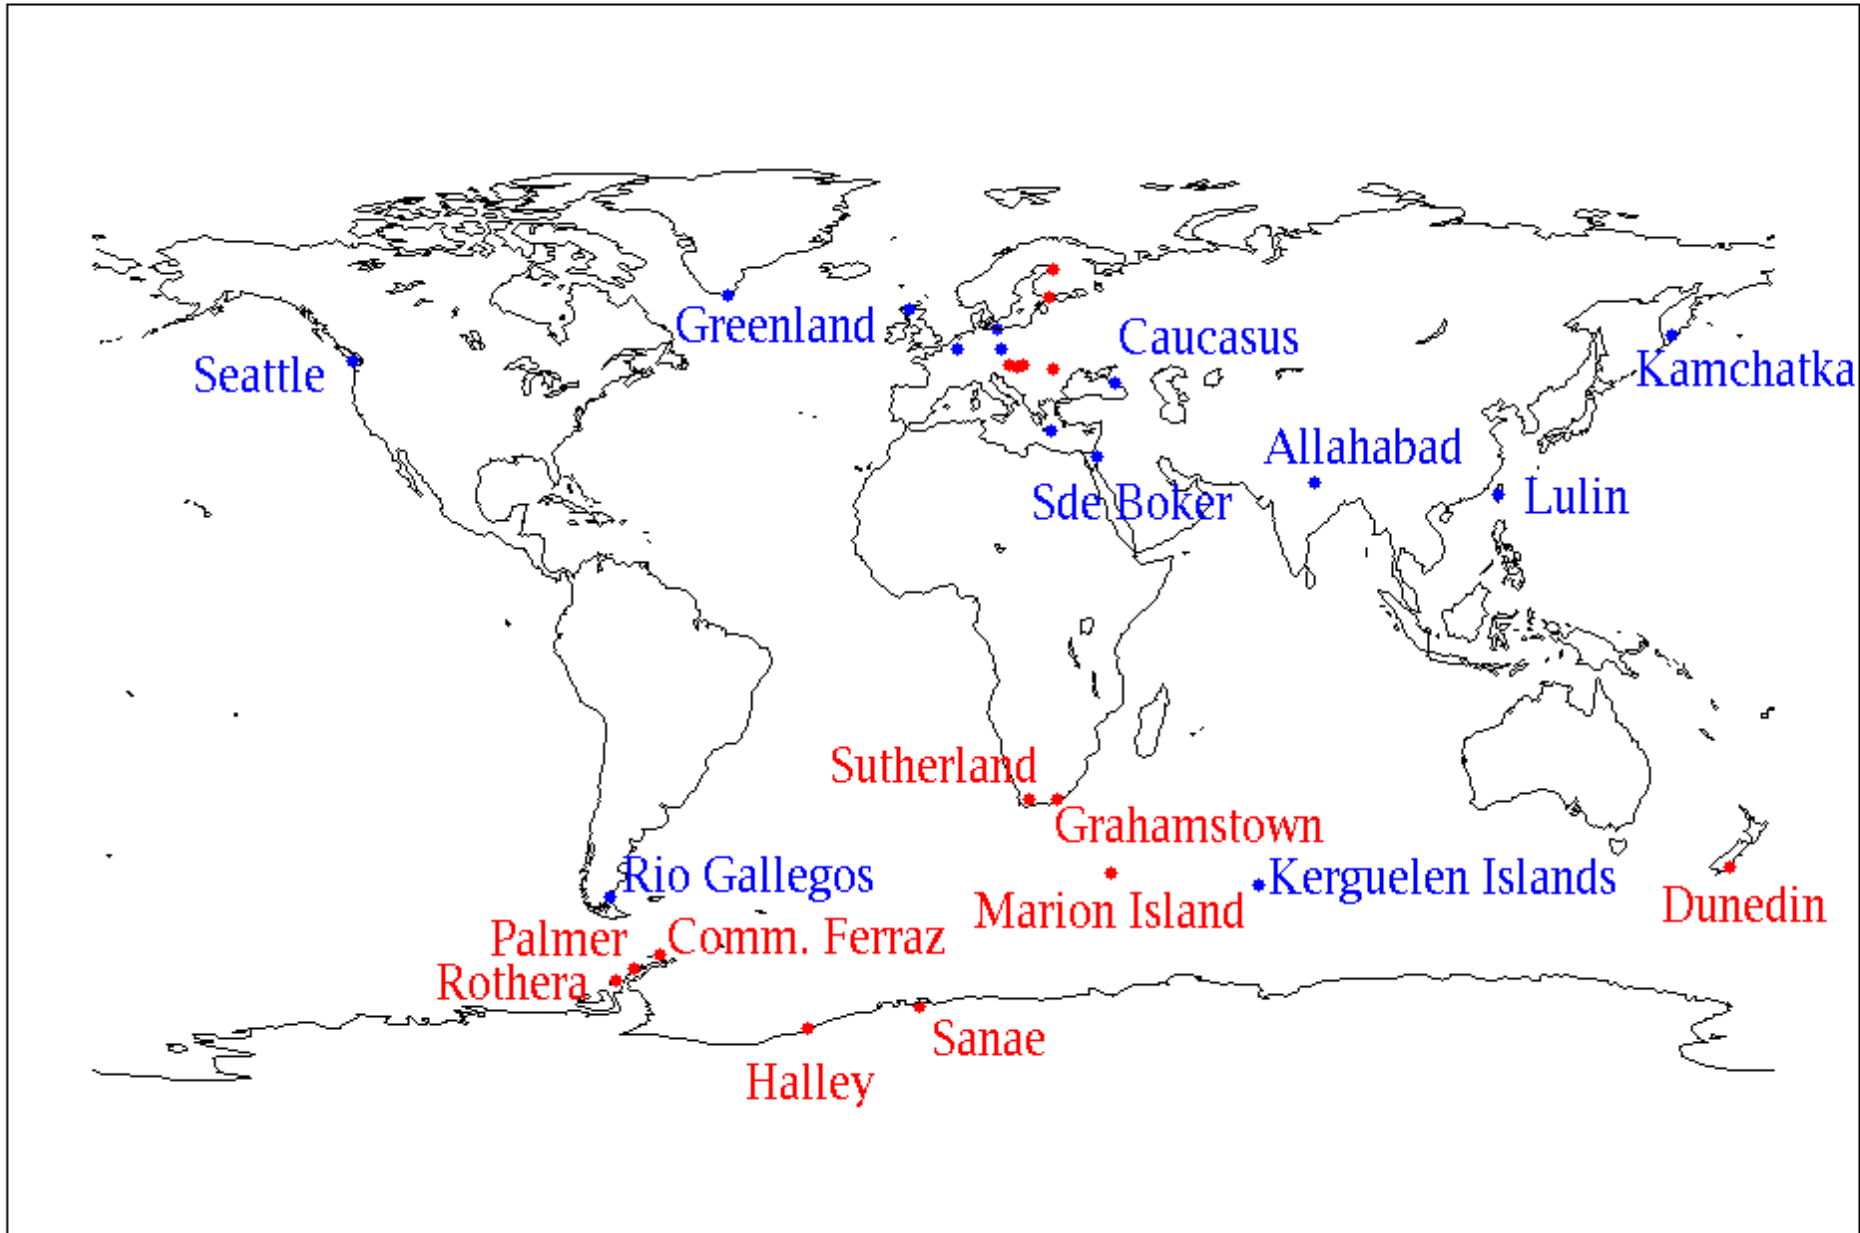 Greenland
Caucasus
Seattle
Kamchatka
Allahabad
Sde Boker
Lulin
Sutherland
Grahamstown
Rio Gallegos
Kerguelen Islands
Marion Island
Dunedin
Palmer
Comm. Ferraz
Rothera
Sanae
Halley